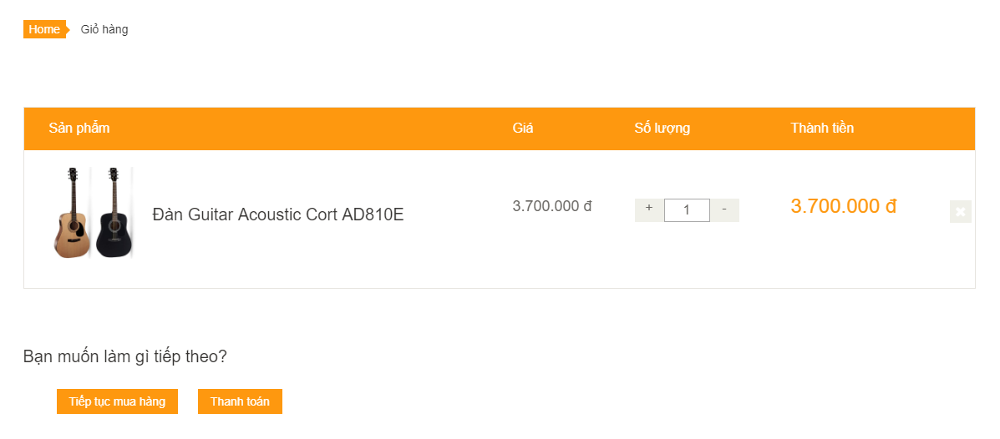 Home Giỏ hàng
Sản phẩm Giá Số lượng Thành tiền
Đàn Guitar Acoustic Cort AD810E 3.700.000 đ + 1 - 3.700.000 đ
Bạn muốn làm gì tiếp theo?
Tiếp tục mua hàng Thanh toán